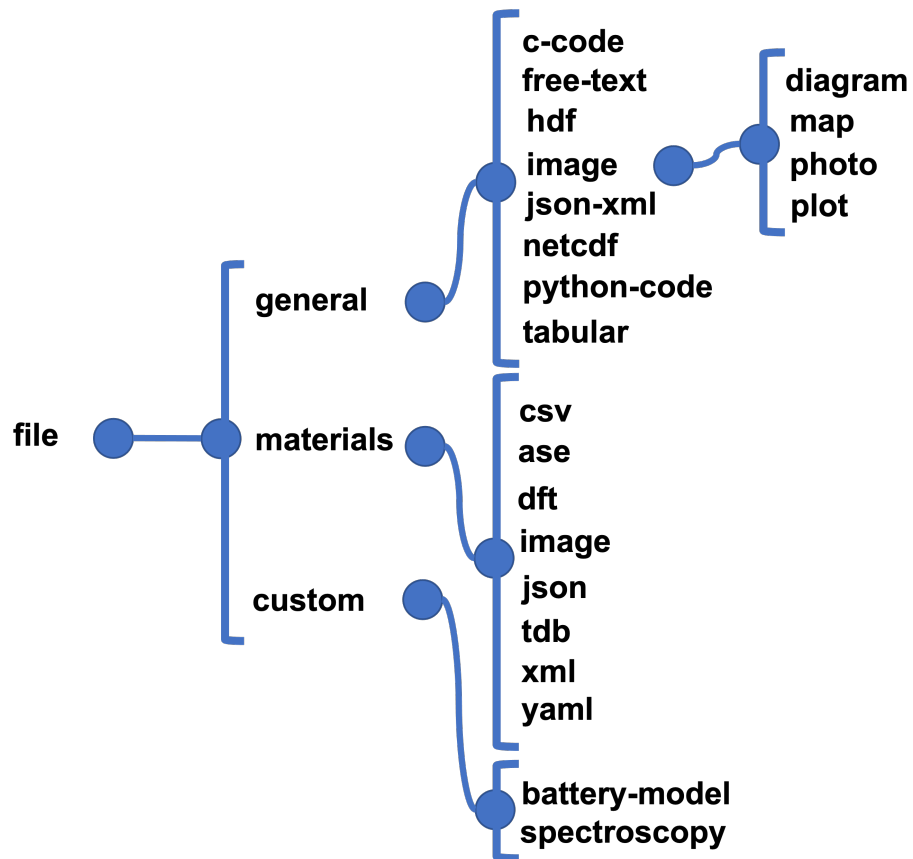 file
general
materials
custom
c-code
free-text
hdf
image
json-xml
netcdf
python-code
tabular
diagram
map
photo
plot
csv
ase
dft
image
json
tdb
xml
yaml
battery-model
spectroscopy